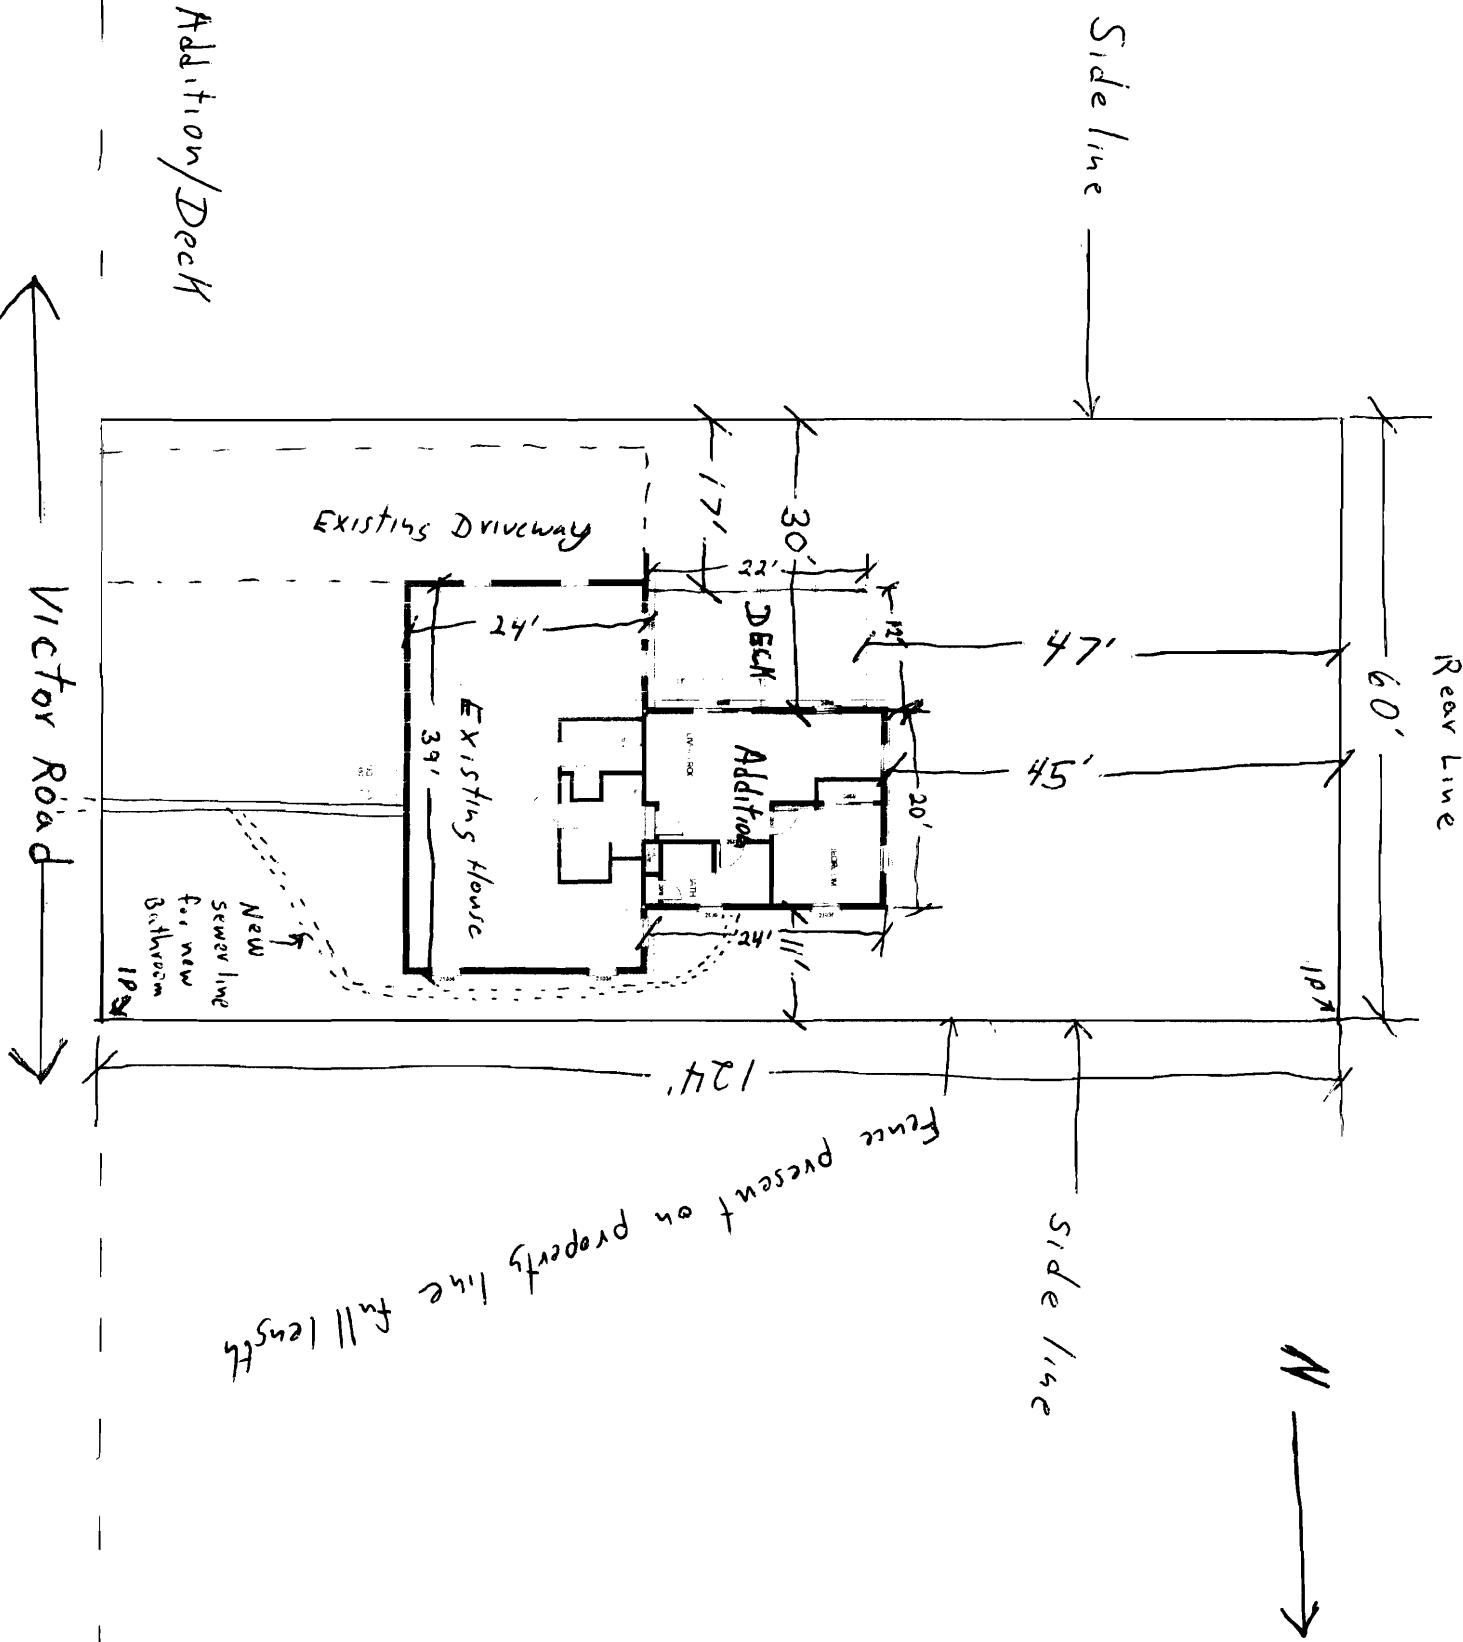 Addition/Deck
Side line
Rear Line
60'
Victor Road
Existing Driveway
17'
30'
22'
DECK
12'
47'
24'
39'
Existing House
Addition
45'
20'
24'
11'
New
sewer line
for new
Bathroom
IP
IP
124'
Fence present on property line full length
Side line
N